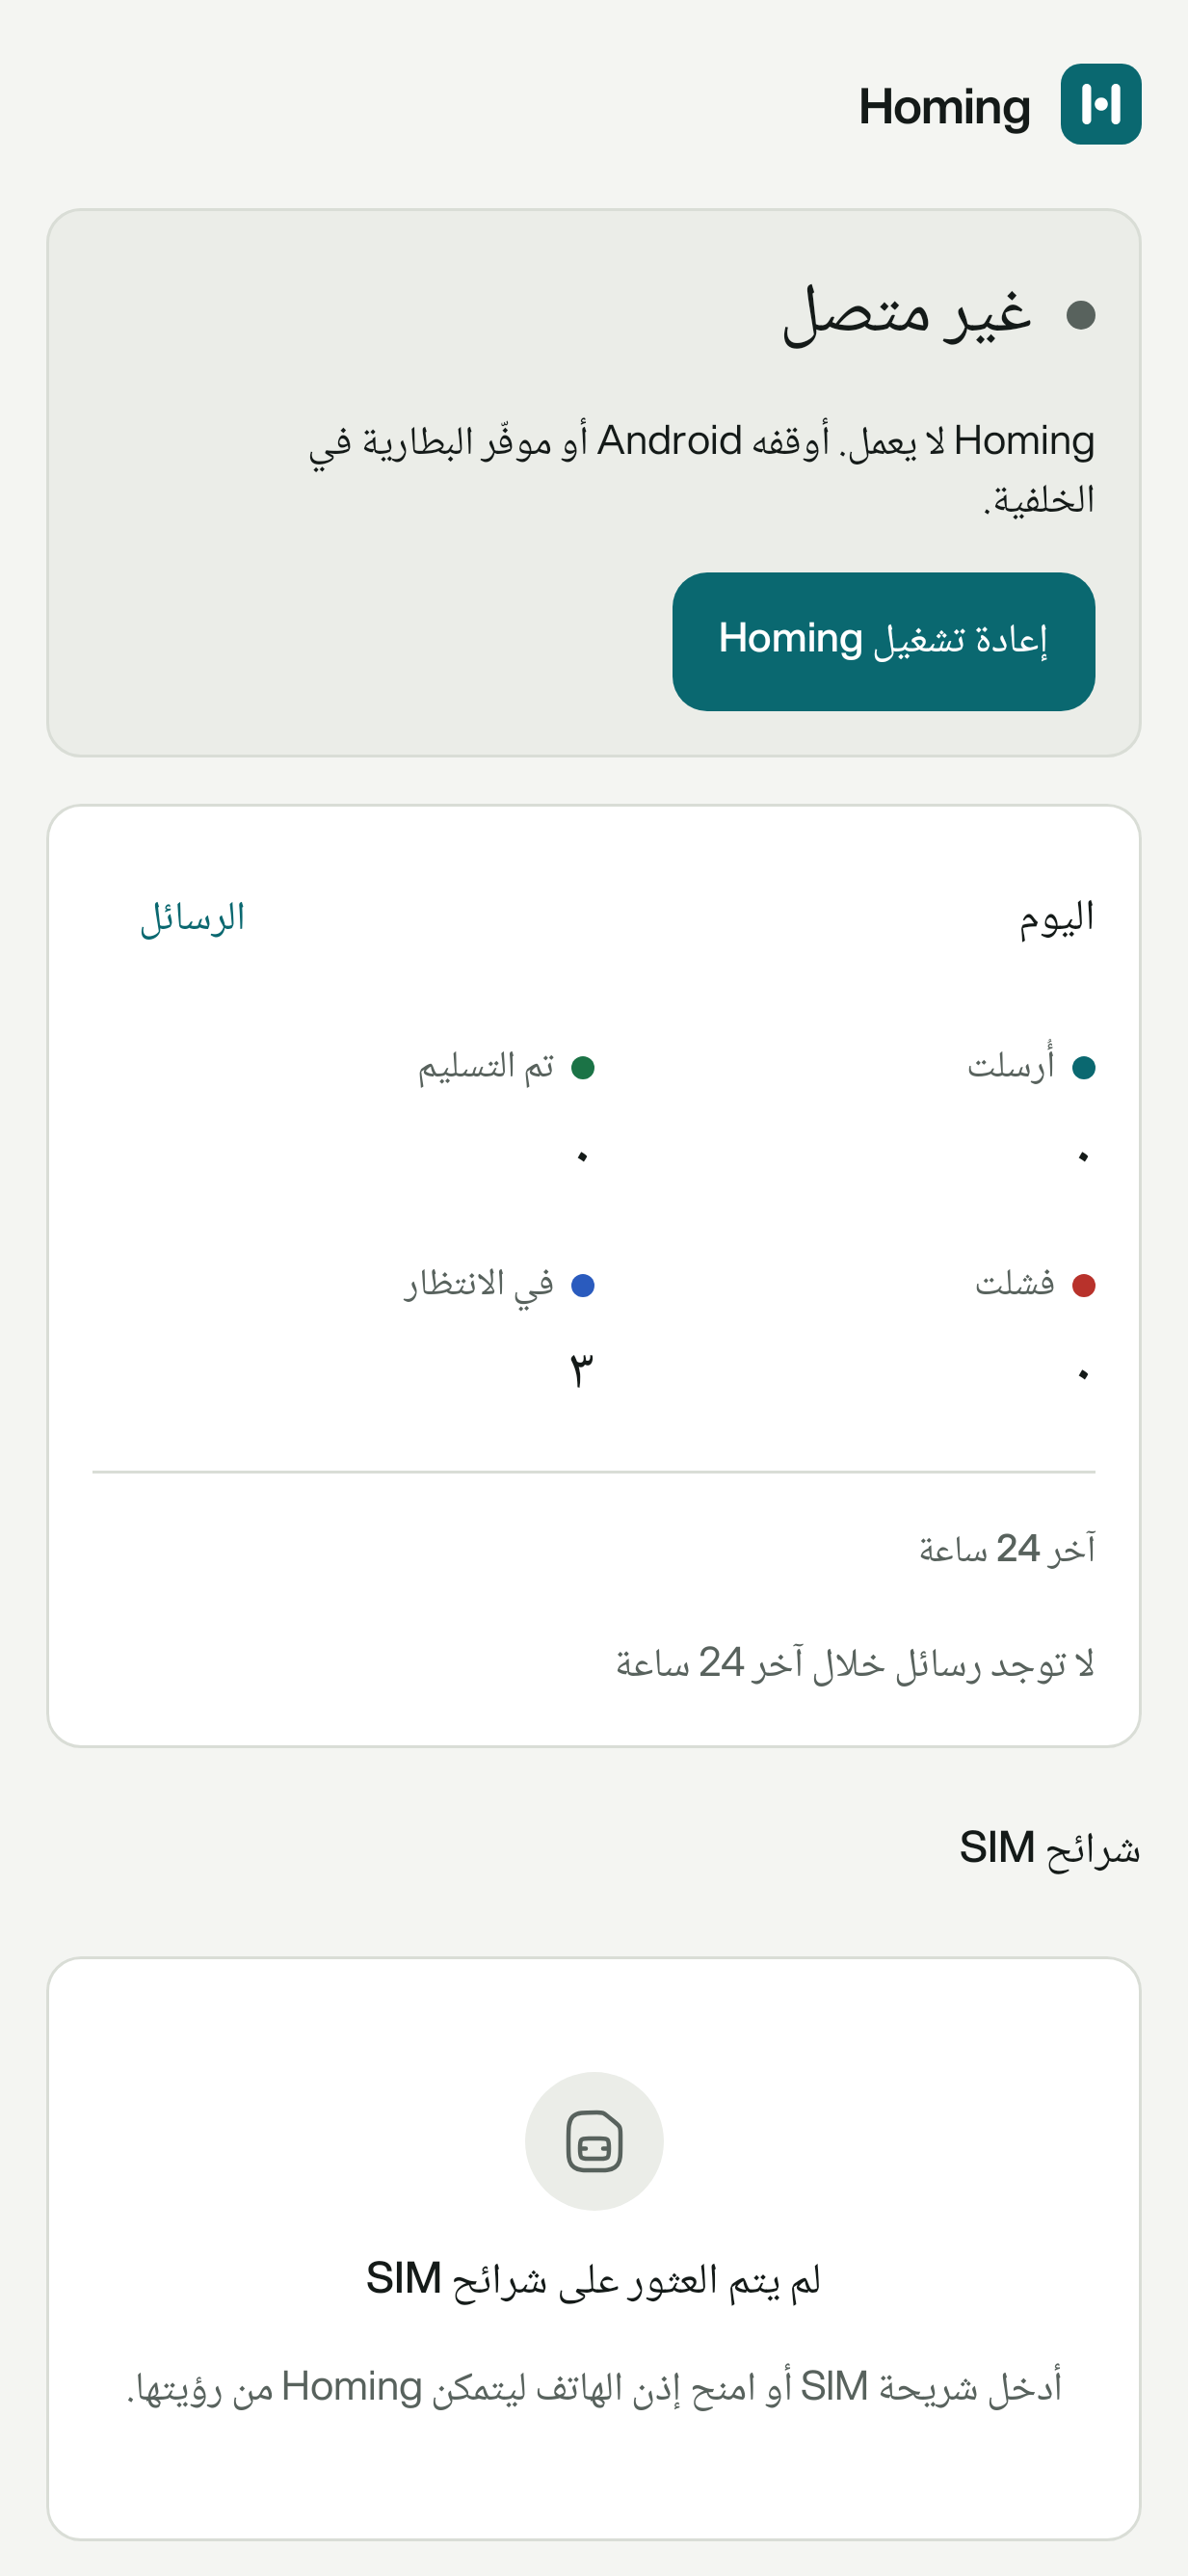 Homing
غير متصل
Homing لا يعمل. أوقفه Android أو موفّر البطارية في
الخلفية.
إعادة تشغيل Homing
اليوم
الرسائل
أُرسلت
تم التسليم
٠
٠
فشلت
في الانتظار
٠
٣
آخر 24 ساعة
لا توجد رسائل خلال آخر 24 ساعة
شرائح SIM
لم يتم العثور على شرائح SIM
أدخل شريحة SIM أو امنح إذن الهاتف ليتمكن Homing من رؤيتها.